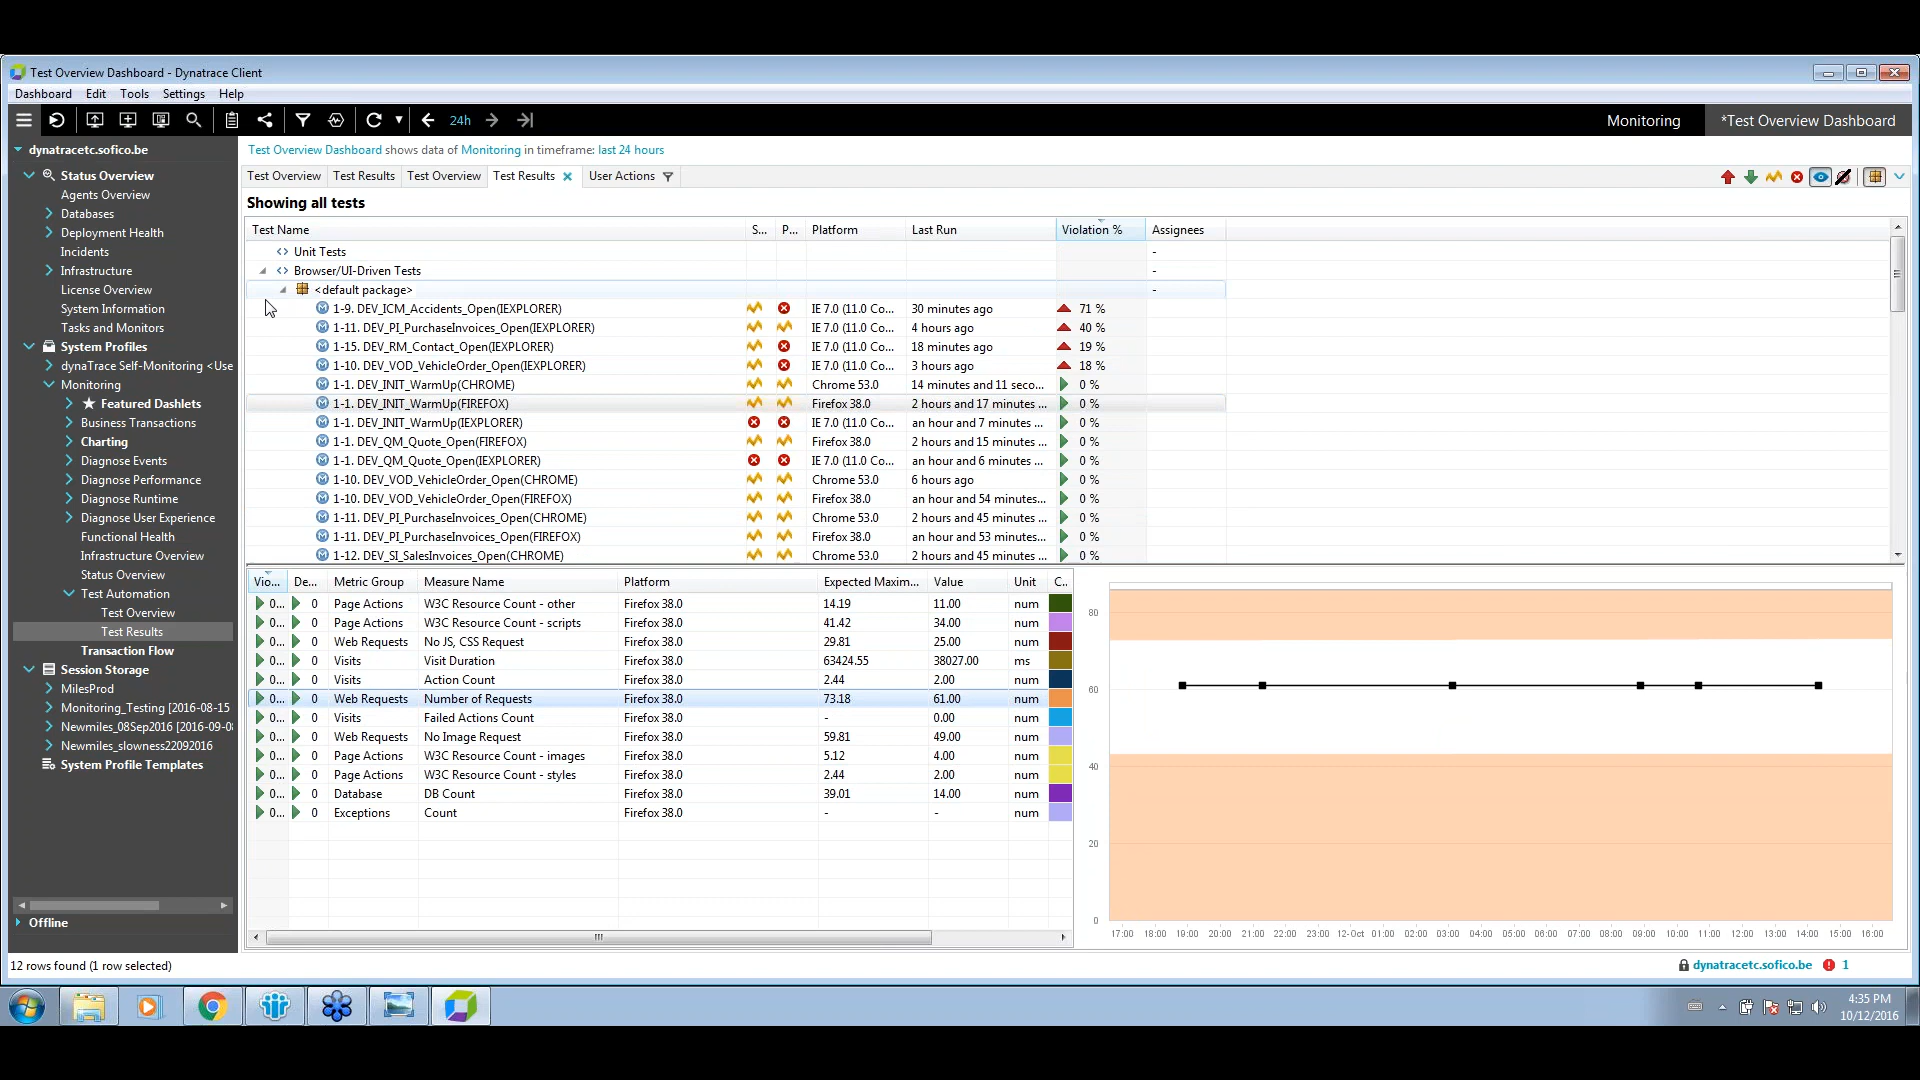 Test Overview Dashboard - Dynatrace Client
Dashboard Edit Tools Settings Help
24h Monitoring *Test Overview Dashboard
dynatracetc.sofico.be
Status Overview
Agents Overview
Databases
Deployment Health
Incidents
Infrastructure
License Overview
System Information
Tasks and Monitors
System Profiles
dynaTrace Self-Monitoring <Use
Monitoring
Featured Dashlets
Business Transactions
Charting
Diagnose Events
Diagnose Performance
Diagnose Runtime
Diagnose User Experience
Functional Health
Infrastructure Overview
Status Overview
Test Automation
Test Overview
Test Results
Transaction Flow
Session Storage
MilesProd
Monitoring_Testing [2016-08-15
Newmiles_08Sep2016 [2016-09-08
Newmiles_slowness22092016
System Profile Templates
Offline
Test Overview Dashboard shows data of Monitoring in timeframe: last 24 hours
Test Overview Test Results Test Overview Test Results User Actions
Showing all tests
Test Name S... P... Platform Last Run Violation % Assignees
<> Unit Tests -
<> Browser/UI-Driven Tests -
<default package> -
1-9. DEV_ICM_Accidents_Open(IEXPLORER) IE 7.0 (11.0 Co... 30 minutes ago 71 %
1-11. DEV_PI_PurchaseInvoices_Open(IEXPLORER) IE 7.0 (11.0 Co... 4 hours ago 40 %
1-15. DEV_RM_Contact_Open(IEXPLORER) IE 7.0 (11.0 Co... 18 minutes ago 19 %
1-10. DEV_VOD_VehicleOrder_Open(IEXPLORER) IE 7.0 (11.0 Co... 3 hours ago 18 %
1-1. DEV_INIT_WarmUp(CHROME) Chrome 53.0 14 minutes and 11 seco... 0 %
1-1. DEV_INIT_WarmUp(FIREFOX) Firefox 38.0 2 hours and 17 minutes ... 0 %
1-1. DEV_INIT_WarmUp(IEXPLORER) IE 7.0 (11.0 Co... an hour and 7 minutes ... 0 %
1-1. DEV_QM_Quote_Open(FIREFOX) Firefox 38.0 2 hours and 15 minutes ... 0 %
1-1. DEV_QM_Quote_Open(IEXPLORER) IE 7.0 (11.0 Co... an hour and 6 minutes ... 0 %
1-10. DEV_VOD_VehicleOrder_Open(CHROME) Chrome 53.0 6 hours ago 0 %
1-10. DEV_VOD_VehicleOrder_Open(FIREFOX) Firefox 38.0 an hour and 54 minutes... 0 %
1-11. DEV_PI_PurchaseInvoices_Open(CHROME) Chrome 53.0 2 hours and 45 minutes ... 0 %
1-11. DEV_PI_PurchaseInvoices_Open(FIREFOX) Firefox 38.0 an hour and 53 minutes... 0 %
1-12. DEV_SI_SalesInvoices_Open(CHROME) Chrome 53.0 2 hours and 45 minutes ... 0 %
Vio... De... Metric Group Measure Name Platform Expected Maxim... Value Unit C..
0... 0 Page Actions W3C Resource Count - other Firefox 38.0 14.19 11.00 num
0... 0 Page Actions W3C Resource Count - scripts Firefox 38.0 41.42 34.00 num
0... 0 Web Requests No JS, CSS Request Firefox 38.0 29.81 25.00 num
0... 0 Visits Visit Duration Firefox 38.0 63424.55 38027.00 ms
0... 0 Visits Action Count Firefox 38.0 2.44 2.00 num
0... 0 Web Requests Number of Requests Firefox 38.0 73.18 61.00 num
0... 0 Visits Failed Actions Count Firefox 38.0 - 0.00 num
0... 0 Web Requests No Image Request Firefox 38.0 59.81 49.00 num
0... 0 Page Actions W3C Resource Count - images Firefox 38.0 5.12 4.00 num
0... 0 Page Actions W3C Resource Count - styles Firefox 38.0 2.44 2.00 num
0... 0 Database DB Count Firefox 38.0 39.01 14.00 num
0... 0 Exceptions Count Firefox 38.0 - - num
80
60
40
20
0
17:00 18:00 19:00 20:00 21:00 22:00 23:00 12-Oct 01:00 02:00 03:00 04:00 05:00 06:00 07:00 08:00 09:00 10:00 11:00 12:00 13:00 14:00 15:00 16:00
12 rows found (1 row selected)
dynatracetc.sofico.be 1
4:35 PM
10/12/2016